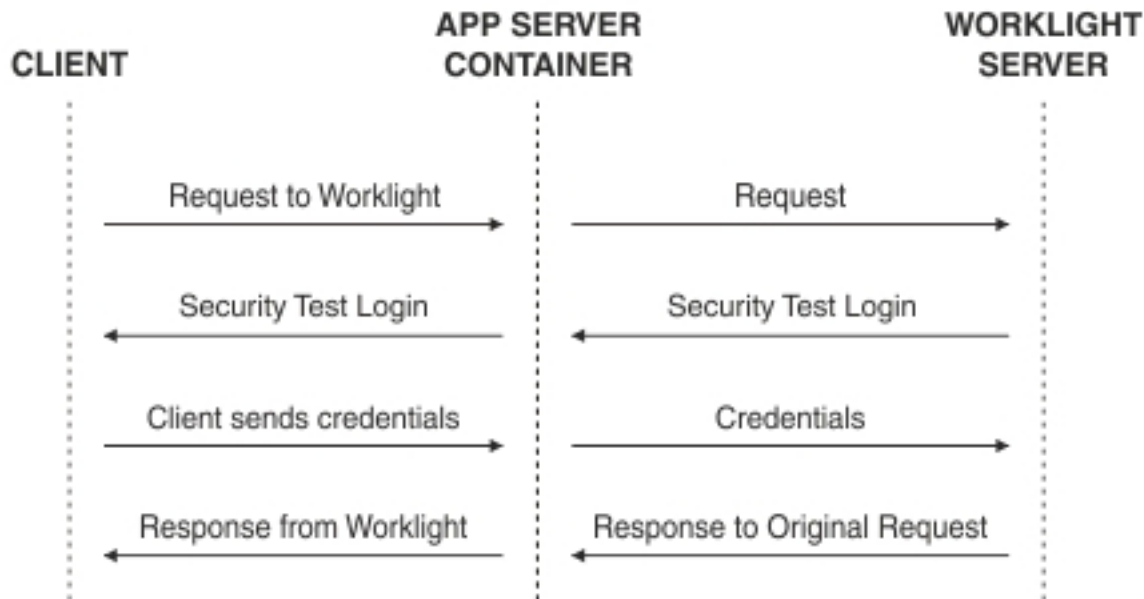 CLIENT
APP SERVER
CONTAINER
WORKLIGHT
SERVER
Request to Worklight
Request
Security Test Login
Security Test Login
Client sends credentials
Credentials
Response from Worklight
Response to Original Request